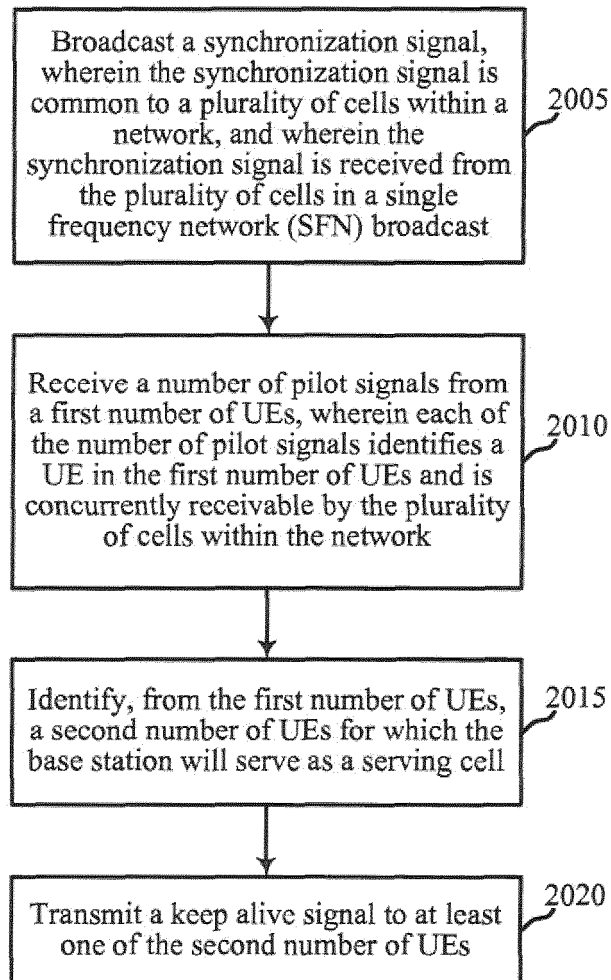 Broadcast a synchronization signal,
wherein the synchronization signal is
common to a plurality of cells within a
network, and wherein the
synchronization signal is received from
the plurality of cells in a single
frequency network (SFN) broadcast
2005
Receive a number of pilot signals from
a first number of UEs, wherein each of
the number of pilot signals identifies a
UE in the first number of UEs and is
concurrently receivable by the plurality
of cells within the network
2010
Identify, from the first number of UEs,
a second number of UEs for which the
base station will serve as a serving cell
2015
Transmit a keep alive signal to at least
one of the second number of UEs
2020